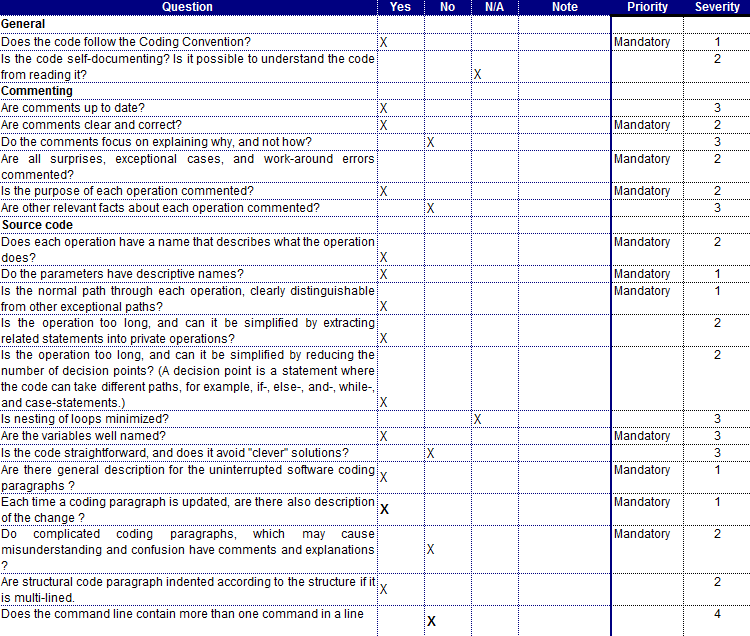 Question Yes No N/A Note Priority Severity
General
Does the code follow the Coding Convention? X Mandatory 1
Is the code self-documenting? Is it possible to understand the code 2
from reading it? X
Commenting
Are comments up to date? X 3
Are comments clear and correct? X Mandatory 2
Do the comments focus on explaining why, and not how? X 3
Are all surprises, exceptional cases, and work-around errors Mandatory 2
commented?
Is the purpose of each operation commented? X Mandatory 2
Are other relevant facts about each operation commented? X 3
Source code
Does each operation have a name that describes what the operation Mandatory 2
does? X
Do the parameters have descriptive names? X Mandatory 1
Is the normal path through each operation, clearly distinguishable Mandatory 1
from other exceptional paths? X
Is the operation too long, and can it be simplified by extracting 2
related statements into private operations? X
Is the operation too long, and can it be simplified by reducing the 2
number of decision points? (A decision point is a statement where
the code can take different paths, for example, if-, else-, and-, while-,
and case-statements.) X
Is nesting of loops minimized? X 3
Are the variables well named? X Mandatory 2
Is the code straightforward, and does it avoid "clever" solutions? X 3
Are there general description for the uninterrupted software coding Mandatory 1
paragraphs ? X
Each time a coding paragraph is updated, are there also description Mandatory 1
of the change ? X
Do complicated coding paragraphs, which may cause Mandatory 2
misunderstanding and confusion have comments and explanations X
?
Are structural code paragraph indented according to the structure if it 2
is multi-lined. X
Does the command line contain more than one command in a line 4
X